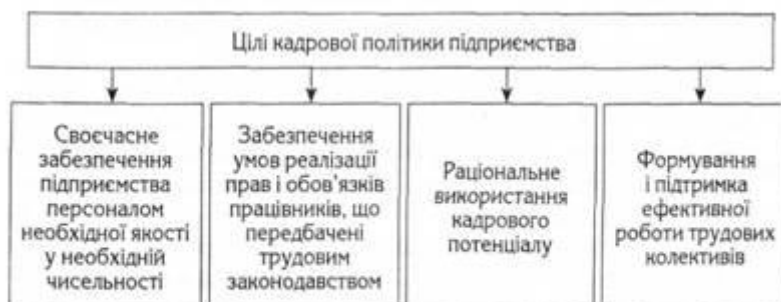 Цілі кадрової політики підприємства
Своєчасне
забезпечення
підприємства
персоналом
необхідної якості
у необхідній
чисельності
Забезпечення
умов реалізації
прав і обов’язків
працівників, що
передбачені
трудовим
законодавством
Раціональне
використання
кадрового
потенціалу
Формування
і підтримка
ефективної
роботи трудових
колективів